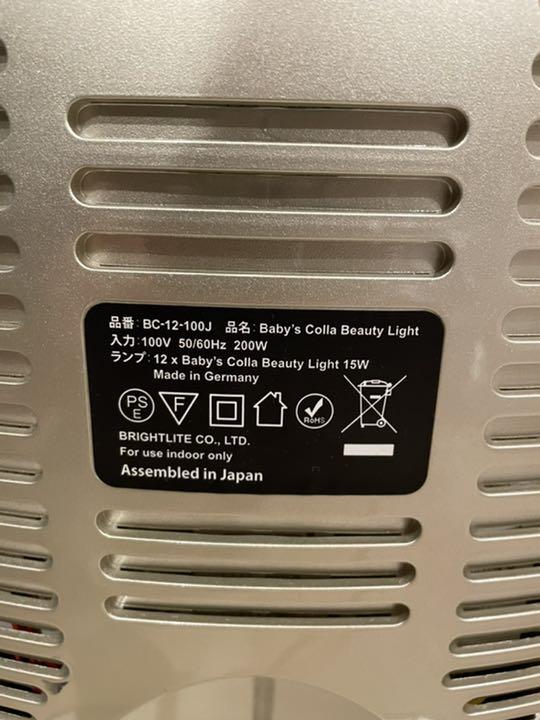 品番：BC-12-100J 品名：Baby's Colla Beauty Light
入力：100V 50/60Hz 200W
ランプ：12 x Baby's Colla Beauty Light 15W
Made in Germany
PS
E
F
RoHS
BRIGHTLITE CO., LTD.
For use indoor only
Assembled in Japan